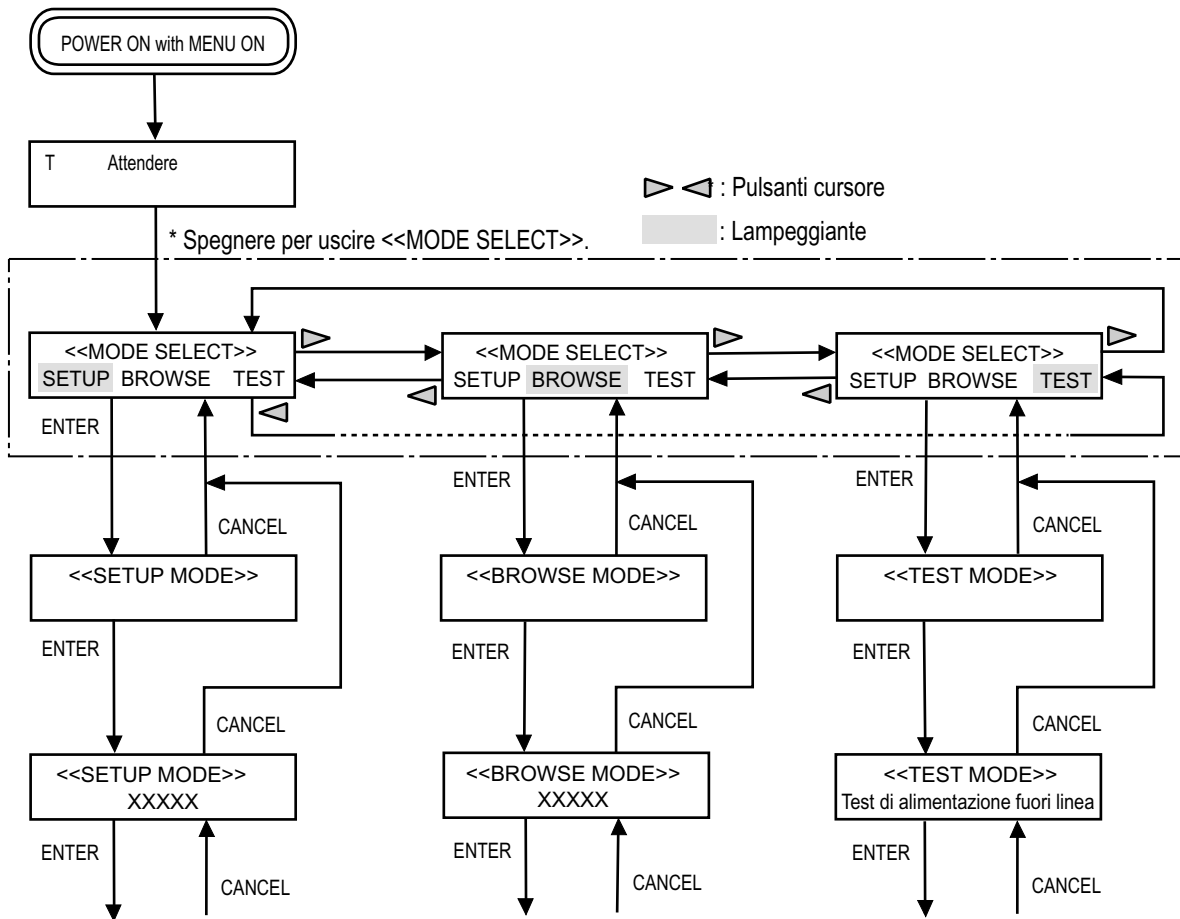 POWER ON with MENU ON
T Attendere
: Pulsanti cursore
* Spegnere per uscire <<MODE SELECT>>.
: Lampeggiante
<<MODE SELECT>>
SETUP BROWSE TEST
<<MODE SELECT>>
SETUP BROWSE TEST
<<MODE SELECT>>
SETUP BROWSE TEST
ENTER
ENTER
ENTER
CANCEL
CANCEL
CANCEL
<<SETUP MODE>>
<<BROWSE MODE>>
<<TEST MODE>>
ENTER
ENTER
ENTER
CANCEL
CANCEL
CANCEL
<<SETUP MODE>>
XXXXX
<<BROWSE MODE>>
XXXXX
<<TEST MODE>>
Test di alimentazione fuori linea
ENTER
ENTER
ENTER
CANCEL
CANCEL
CANCEL